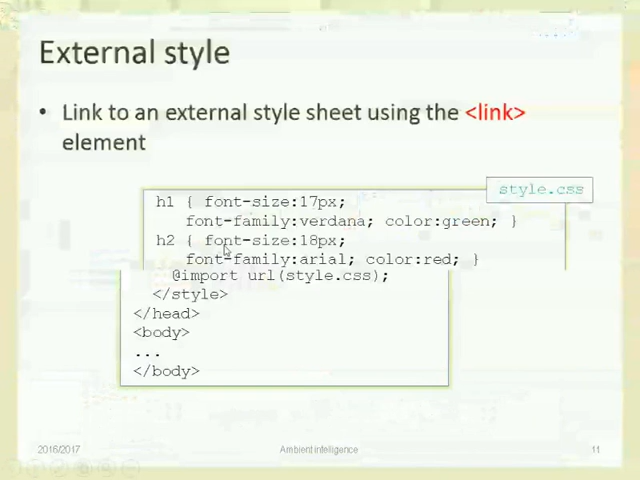 External style
• Link to an external style sheet using the <link>
element
style.css
h1 { font-size:17px;
font-family:verdana; color:green; }
h2 { font-size:18px;
font-family:arial; color:red; }
@import url(style.css);
</style>
</head>
<body>
...
</body>
2016/2017
Ambient intelligence
11